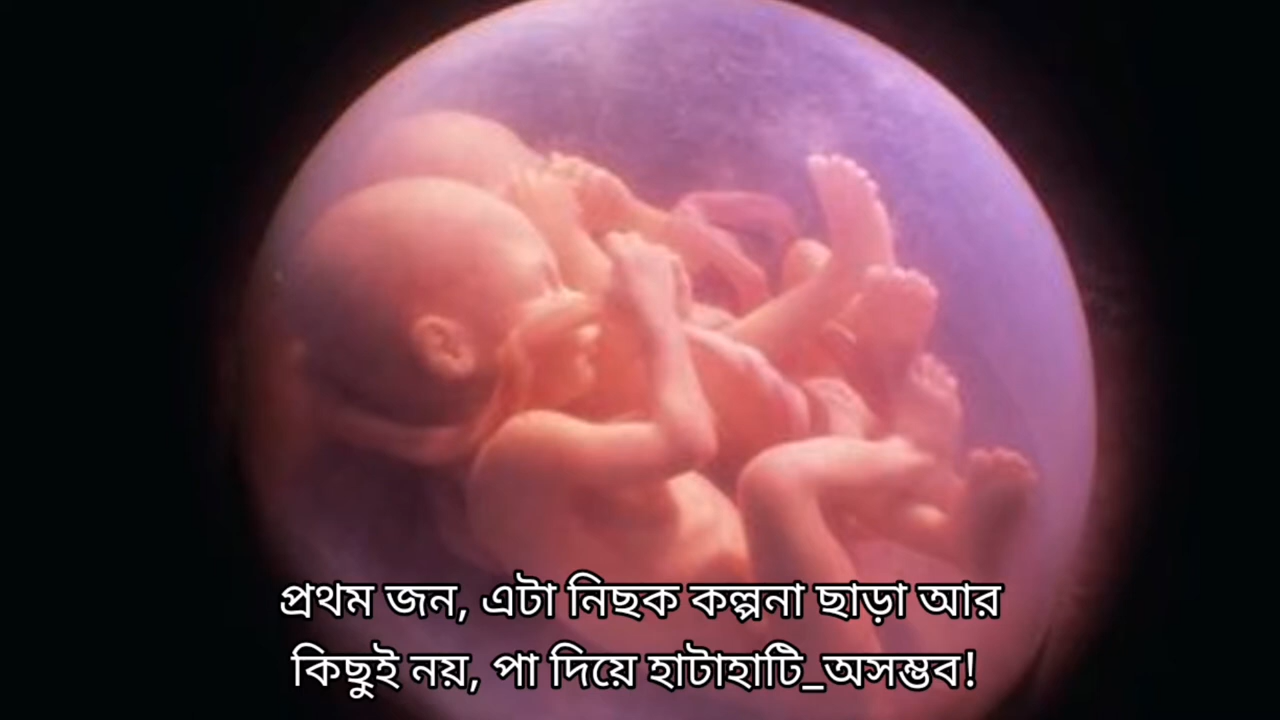 প্রথম জন, এটা নিছক কল্পনা ছাড়া আর
কিছুই নয়, পা দিয়ে হাটাহাটি_অসম্ভব!